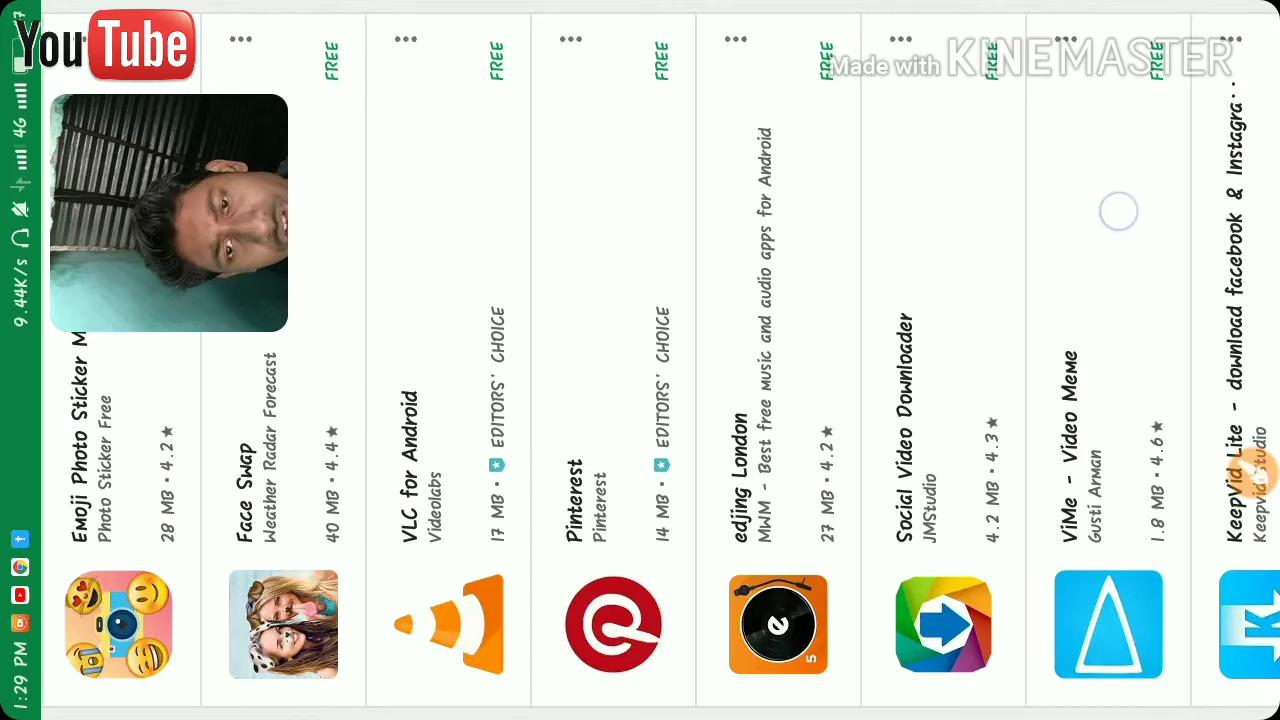 YouTube
Made with KINEMASTER
1:29 PM
9.44K/s
4G
Emoji Photo Sticker M
Photo Sticker Free
28 MB • 4.2 ★
Face Swap
Weather Radar Forecast
40 MB • 4.4 ★
FREE
VLC for Android
Videolabs
17 MB • EDITORS' CHOICE
FREE
Pinterest
Pinterest
14 MB • EDITORS' CHOICE
FREE
edjing London
MWM - Best free music and audio apps for Android
27 MB • 4.2 ★
FREE
Social Video Downloader
JMStudio
4.2 MB • 4.3 ★
FREE
ViMe - Video Meme
Gusti Arman
1.8 MB • 4.6 ★
FREE
KeepVid Lite - download facebook & Instagra..
Keepvid Studio